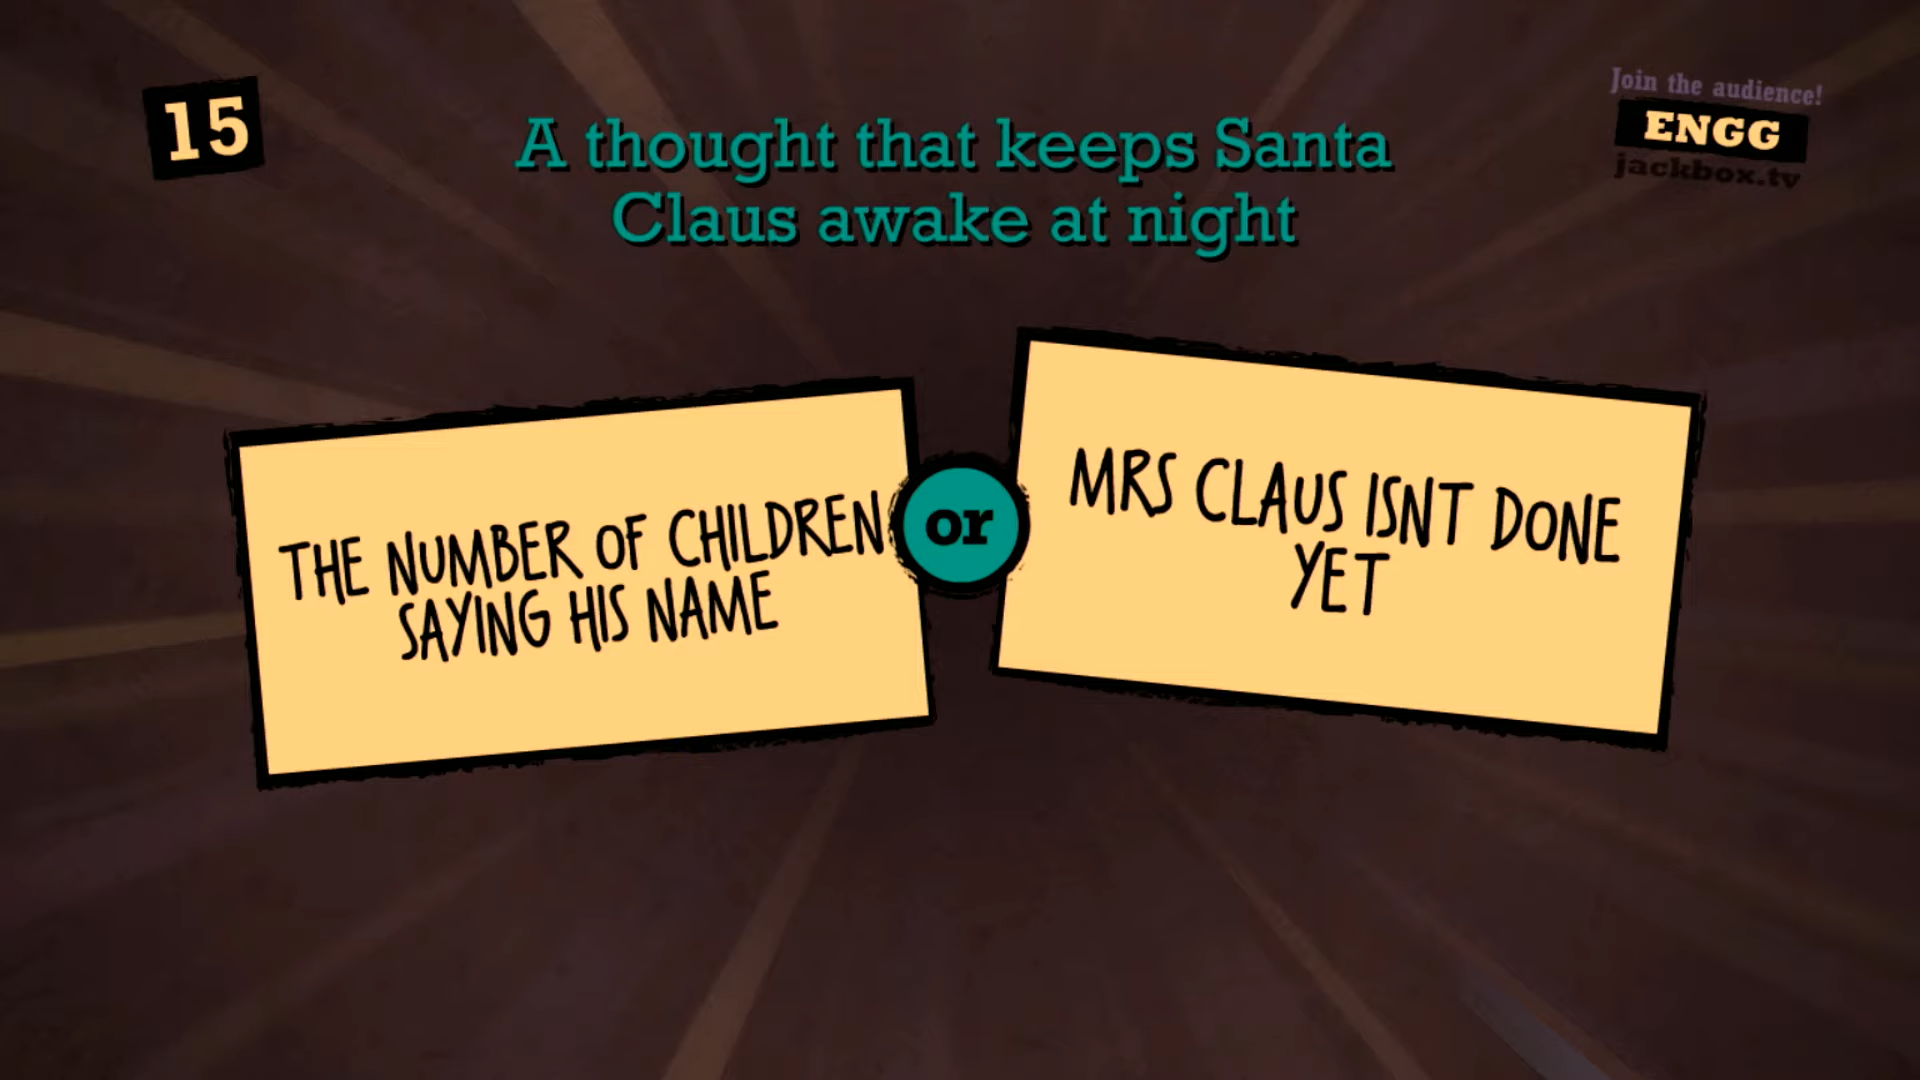 15
Join the audience!
ENGG
jackbox.tv
A thought that keeps Santa
Claus awake at night
THE NUMBER OF CHILDREN
SAYING HIS NAME
or
MRS CLAUS ISNT DONE
YET